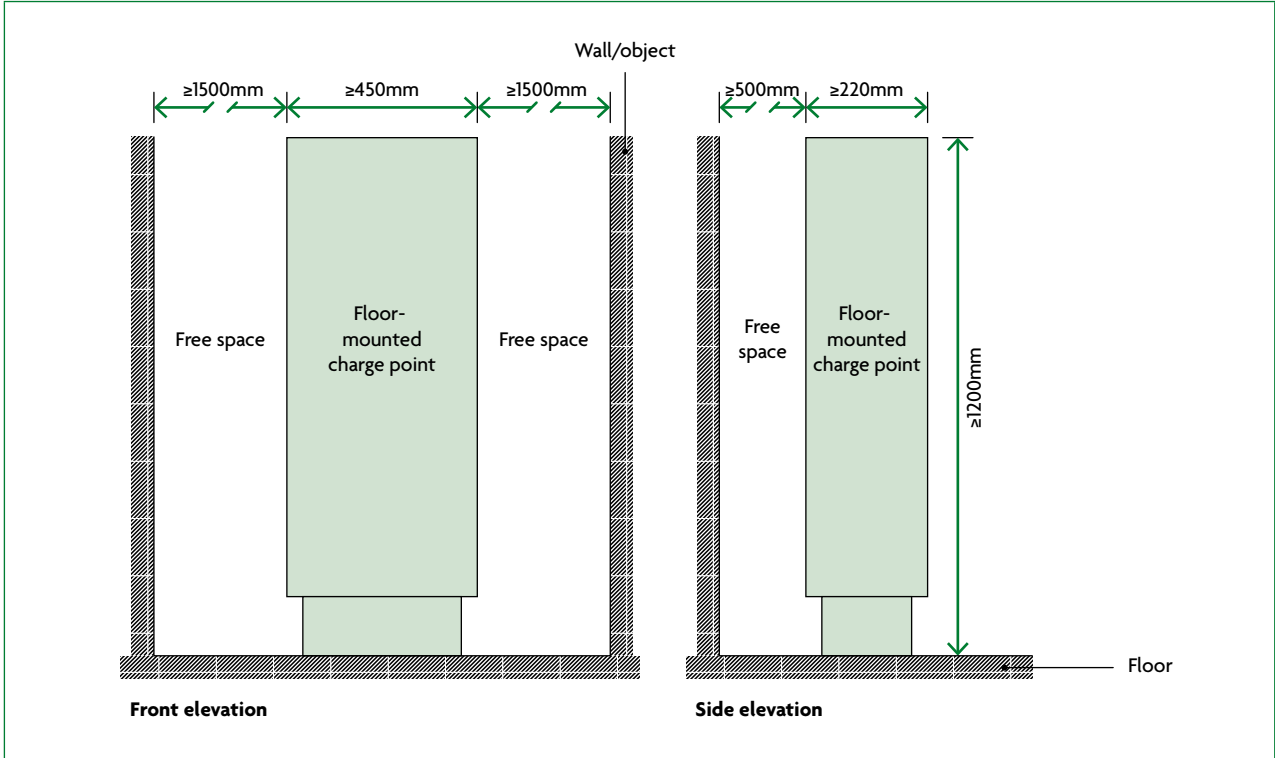 Wall/object
≥1500mm
≥450mm
≥1500mm
≥500mm
≥220mm
Free space
Floor-
mounted
charge point
Free space
Free
space
Floor-
mounted
charge point
≥1200mm
Floor
Front elevation
Side elevation